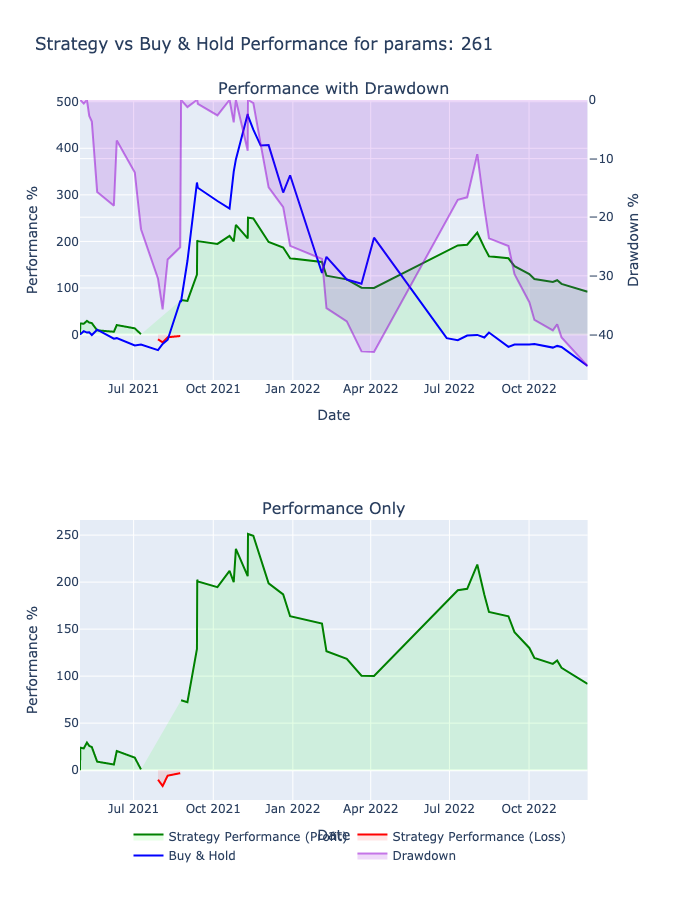 Strategy vs Buy & Hold Performance for params: 261
Performance with Drawdown
500
400
300
200
100
0
Performance %
0
−10
−20
−30
−40
Drawdown %
Jul 2021 Oct 2021 Jan 2022 Apr 2022 Jul 2022 Oct 2022
Date
Performance Only
250
200
150
100
50
0
Performance %
Jul 2021 Oct 2021 Jan 2022 Apr 2022 Jul 2022 Oct 2022
Date
Strategy Performance (Profit) Strategy Performance (Loss)
Buy & Hold Drawdown